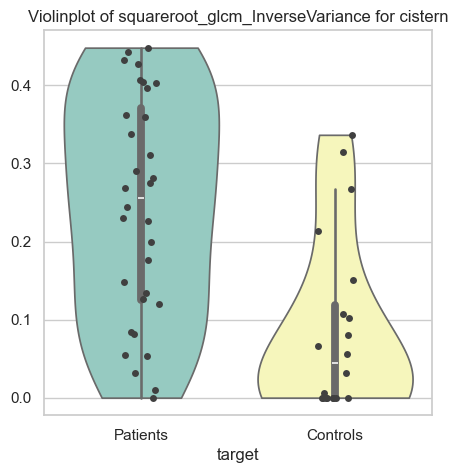 Violinplot of squareroot_glcm_InverseVariance for cistern
0.4
0.3
0.2
0.1
0.0
Patients
Controls
target